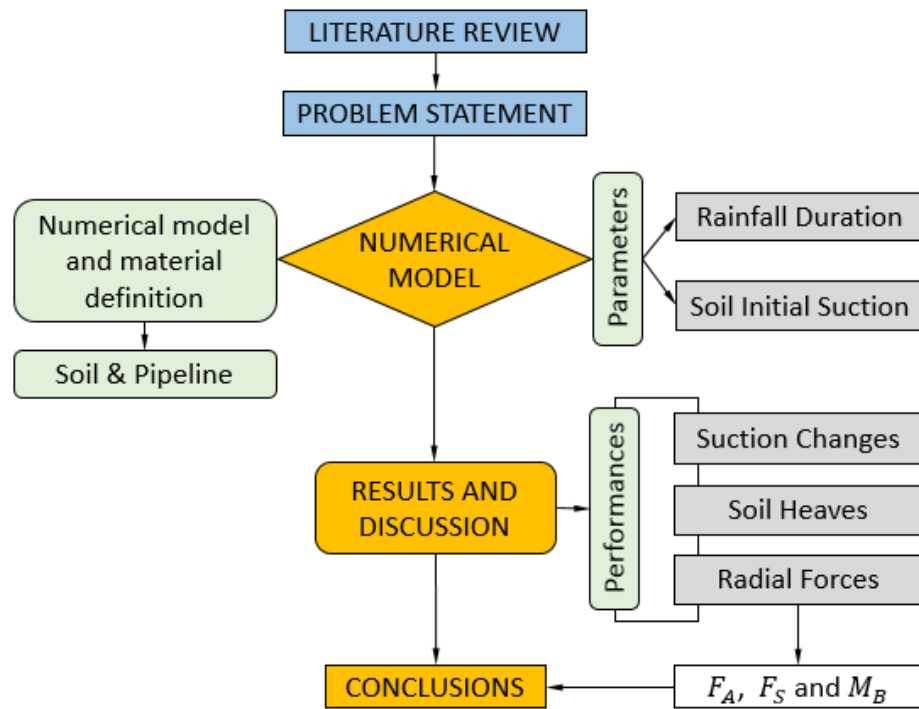 LITERATURE REVIEW
PROBLEM STATEMENT
Numerical model
and material
definition
Soil & Pipeline
NUMERICAL
MODEL
Parameters
Rainfall Duration
Soil Initial Suction
RESULTS AND
DISCUSSION
Performances
Suction Changes
Soil Heaves
Radial Forces
CONCLUSIONS
F_A, F_S and M_B